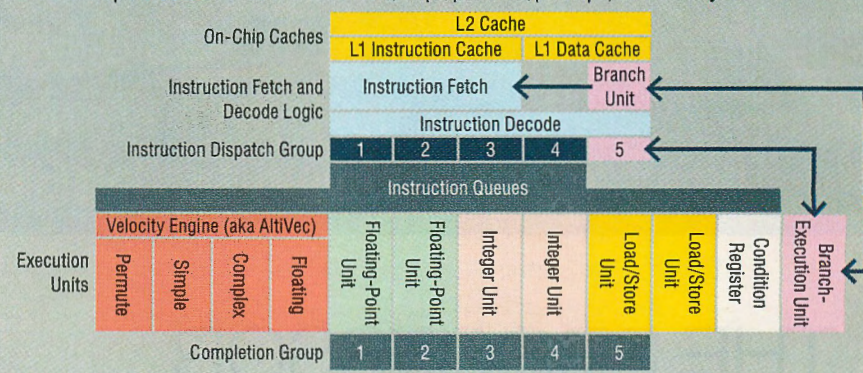 On-Chip Caches
L2 Cache
L1 Instruction Cache
L1 Data Cache
Instruction Fetch and
Decode Logic
Instruction Fetch
Branch
Unit
Instruction Decode
Instruction Dispatch Group
1 2 3 4 5
Instruction Queues
Execution
Units
Velocity Engine (aka AltiVec)
Permute
Simple
Complex
Floating
Floating-Point
Unit
Floating-Point
Unit
Integer Unit
Integer Unit
Load/Store
Unit
Load/Store
Unit
Condition
Register
Branch-
Execution Unit
Completion Group
1 2 3 4 5